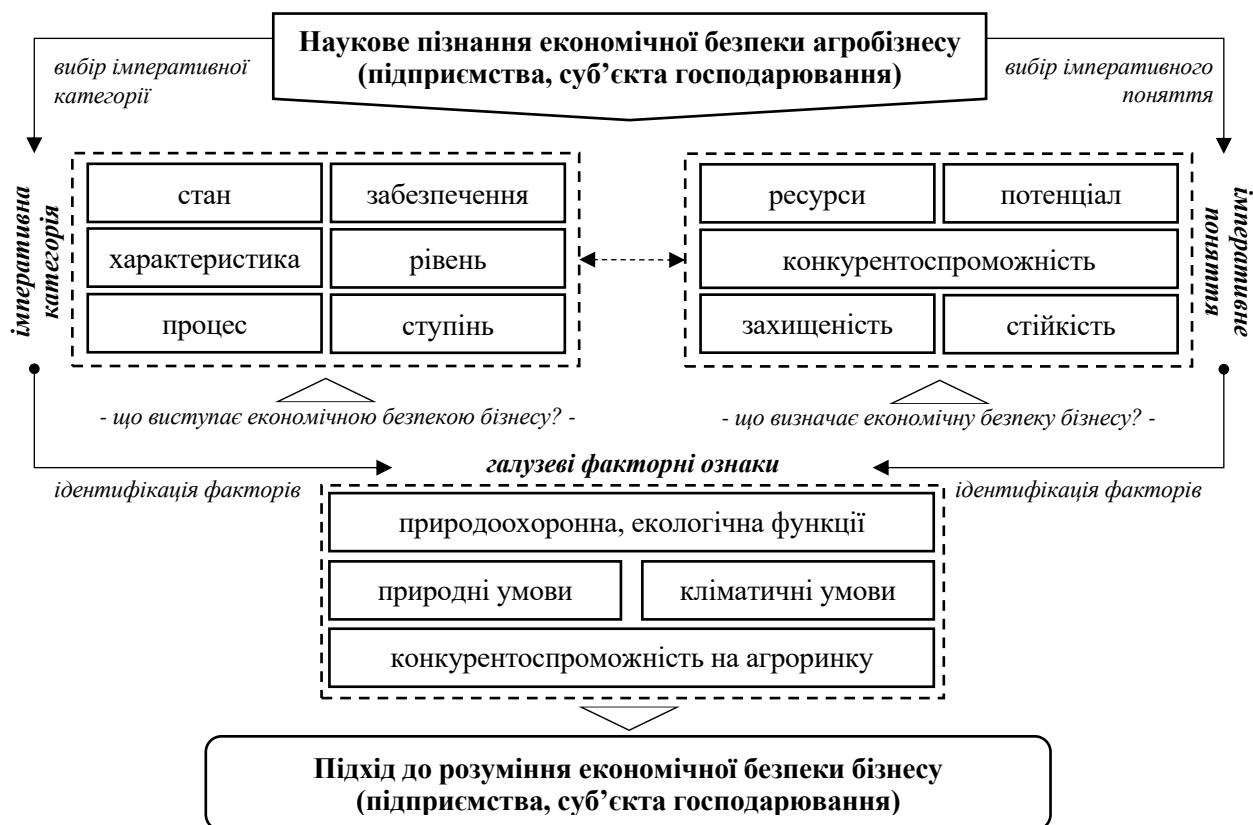 Наукове пізнання економічної безпеки агробізнесу
(підприємства, суб’єкта господарювання)
вибір імперативної
категорії
вибір імперативного
поняття
імперативна
категорія
стан
забезпечення
характеристика
рівень
процес
ступінь
ресурси
потенціал
конкурентоспроможність
захищеність
стійкість
імперативне
поняття
- що виступає економічною безпекою бізнесу? -
- що визначає економічну безпеку бізнесу? -
галузеві факторні ознаки
ідентифікація факторів
ідентифікація факторів
природоохоронна, екологічна функції
природні умови
кліматичні умови
конкурентоспроможність на агроринку
Підхід до розуміння економічної безпеки бізнесу
(підприємства, суб’єкта господарювання)